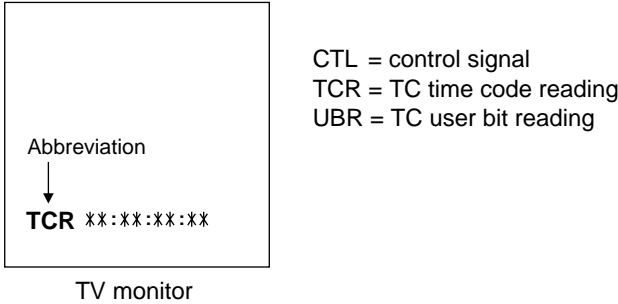 CTL = control signal
TCR = TC time code reading
UBR = TC user bit reading
Abbreviation
TCR **:**:**:**
TV monitor